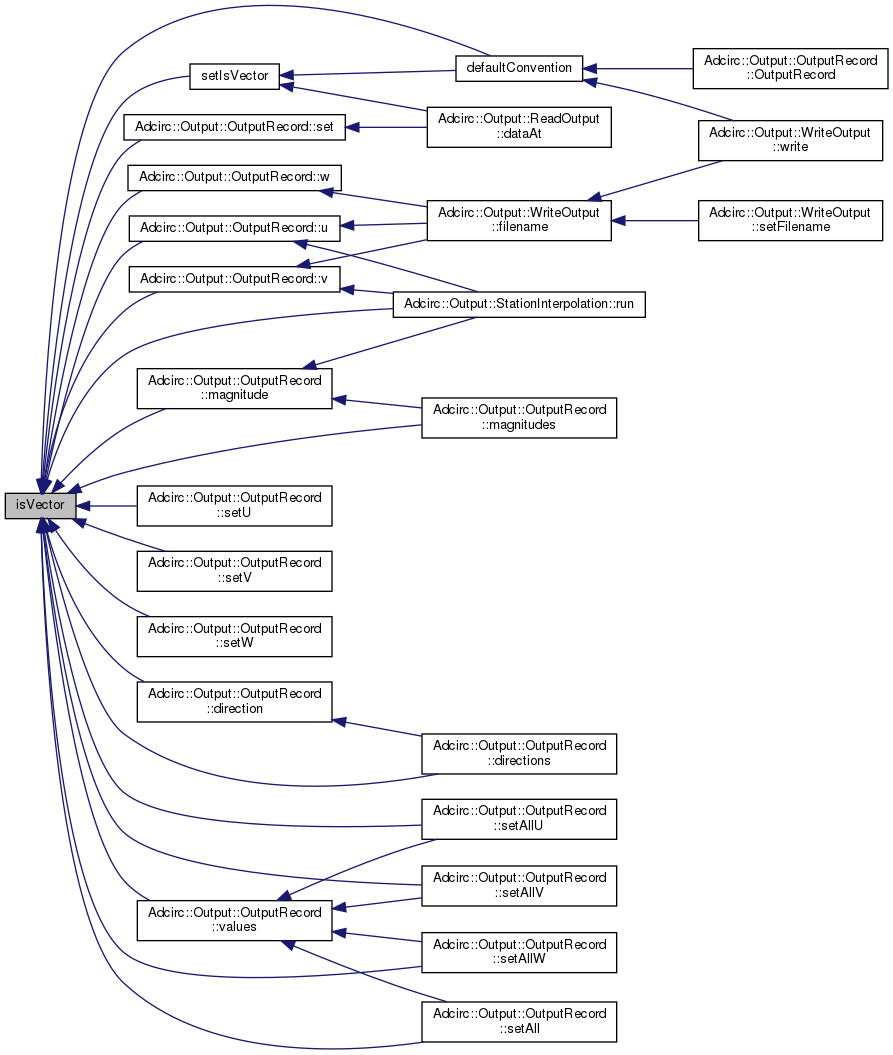 defaultConvention
Adcirc::Output::OutputRecord
::OutputRecord
setIsVector
Adcirc::Output::ReadOutput
::dataAt
Adcirc::Output::OutputRecord::set
Adcirc::Output::WriteOutput
::write
Adcirc::Output::OutputRecord::w
Adcirc::Output::WriteOutput
::filename
Adcirc::Output::WriteOutput
::setFilename
Adcirc::Output::OutputRecord::u
Adcirc::Output::OutputRecord::v
Adcirc::Output::StationInterpolation::run
Adcirc::Output::OutputRecord
::magnitude
Adcirc::Output::OutputRecord
::magnitudes
isVector
Adcirc::Output::OutputRecord
::setU
Adcirc::Output::OutputRecord
::setV
Adcirc::Output::OutputRecord
::setW
Adcirc::Output::OutputRecord
::direction
Adcirc::Output::OutputRecord
::directions
Adcirc::Output::OutputRecord
::setAllU
Adcirc::Output::OutputRecord
::setAllV
Adcirc::Output::OutputRecord
::values
Adcirc::Output::OutputRecord
::setAllW
Adcirc::Output::OutputRecord
::setAll